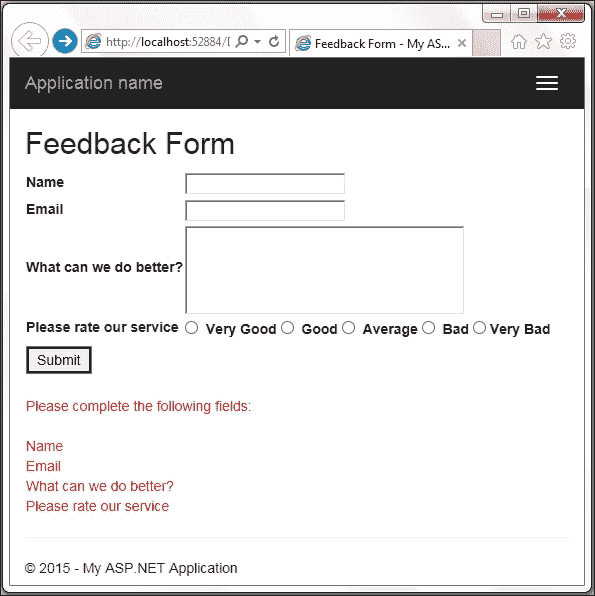 http://localhost:52884/D
Feedback Form - My AS...
Application name
Feedback Form
Name
Email
What can we do better?
Please rate our service Very Good Good Average Bad Very Bad
Submit
Please complete the following fields:
Name
Email
What can we do better?
Please rate our service
© 2015 - My ASP.NET Application